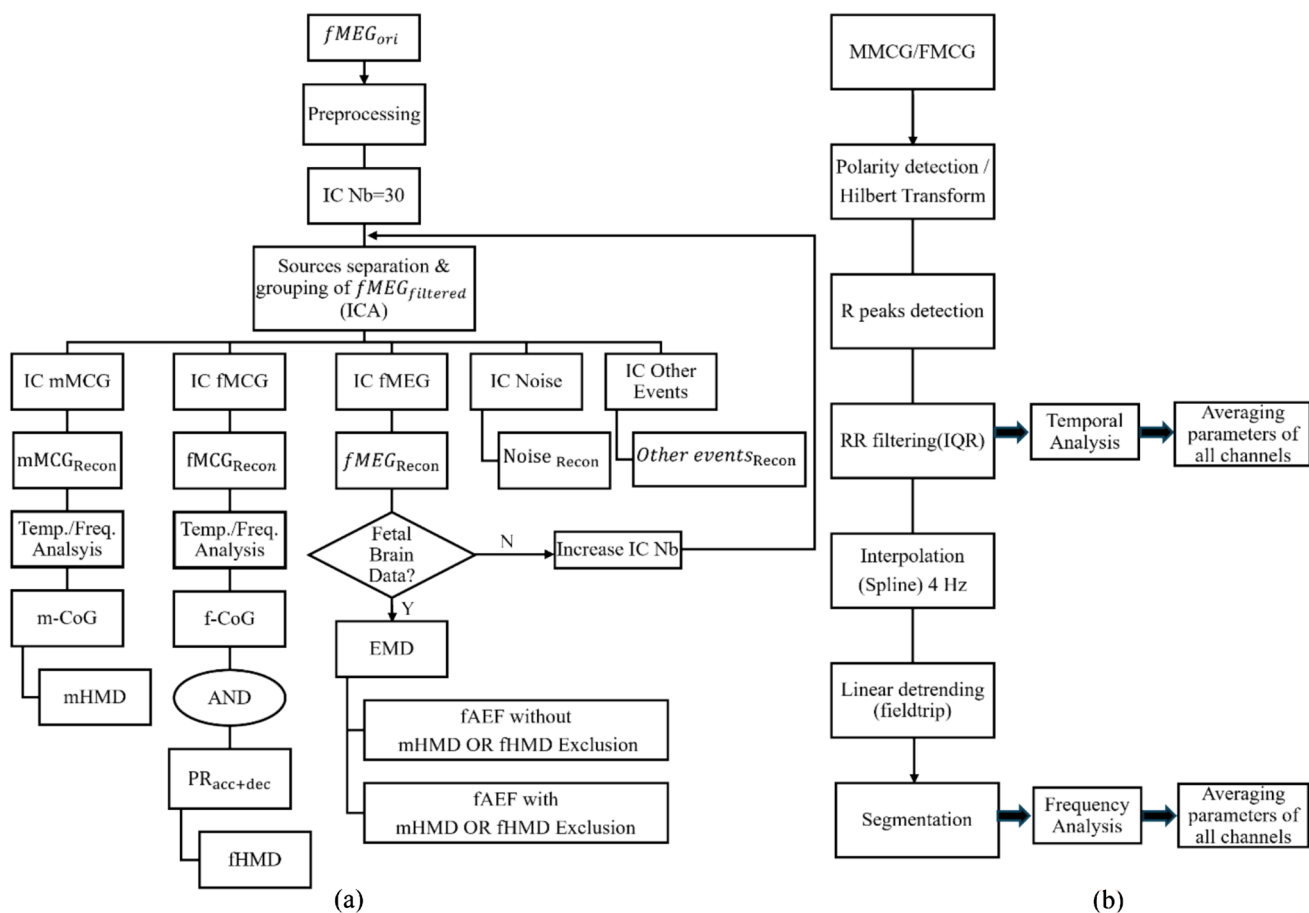 fMEG_ori
Preprocessing
IC Nb=30
Sources separation &
grouping of fMEG_filtered
(ICA)
IC mMCG
IC fMCG
IC fMEG
IC Noise
IC Other
Events
mMCG_Recon
fMCG_Recon
fMEG_Recon
Noise _Recon
Other events_Recon
Temp./Freq.
Analsyis
Temp./Freq.
Analysis
Fetal
Brain
Data?
N
Increase IC Nb
Y
m-CoG
f-CoG
EMD
mHMD
AND
fAEF without
mHMD OR fHMD Exclusion
PR_acc+dec
fAEF with
mHMD OR fHMD Exclusion
fHMD
(a)
MMCG/FMCG
Polarity detection /
Hilbert Transform
R peaks detection
RR filtering(IQR)
Temporal
Analysis
Averaging
parameters of
all channels
Interpolation
(Spline) 4 Hz
Linear detrending
(fieldtrip)
Segmentation
Frequency
Analysis
Averaging
parameters of
all channels
(b)